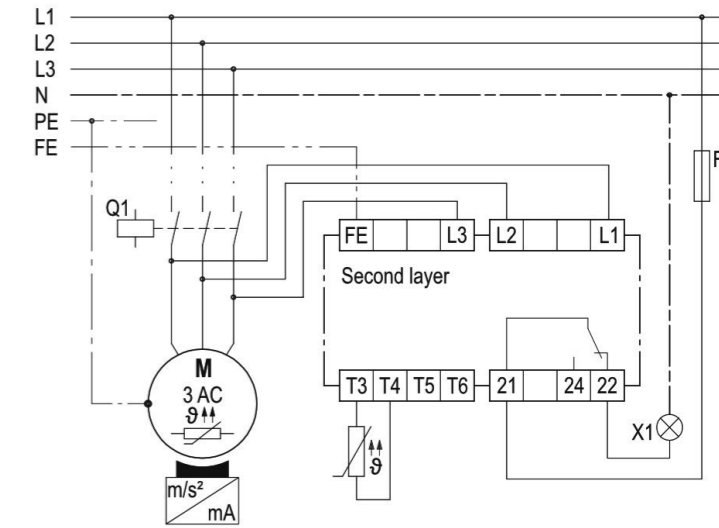 L1
L2
L3
N
PE
FE
F
Q1
FE L3 L2 L1
Second layer
M
3 AC
ϑ
T3 T4 T5 T6 21 24 22
X1
ϑ
m/s²
mA